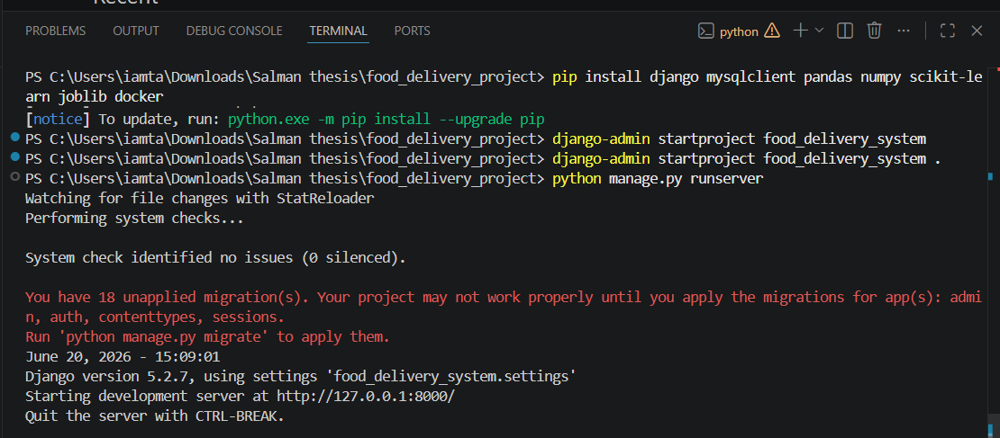 Recent
PROBLEMS OUTPUT DEBUG CONSOLE TERMINAL PORTS python
PS C:\Users\iamta\Downloads\Salman thesis\food_delivery_project> pip install django mysqlclient pandas numpy scikit-le
arn joblib docker
[notice] To update, run: python.exe -m pip install --upgrade pip
PS C:\Users\iamta\Downloads\Salman thesis\food_delivery_project> django-admin startproject food_delivery_system
PS C:\Users\iamta\Downloads\Salman thesis\food_delivery_project> django-admin startproject food_delivery_system .
PS C:\Users\iamta\Downloads\Salman thesis\food_delivery_project> python manage.py runserver
Watching for file changes with StatReloader
Performing system checks...
System check identified no issues (0 silenced).
You have 18 unapplied migration(s). Your project may not work properly until you apply the migrations for app(s): admi
n, auth, contenttypes, sessions.
Run 'python manage.py migrate' to apply them.
June 20, 2026 - 15:09:01
Django version 5.2.7, using settings 'food_delivery_system.settings'
Starting development server at http://127.0.0.1:8000/
Quit the server with CTRL-BREAK.